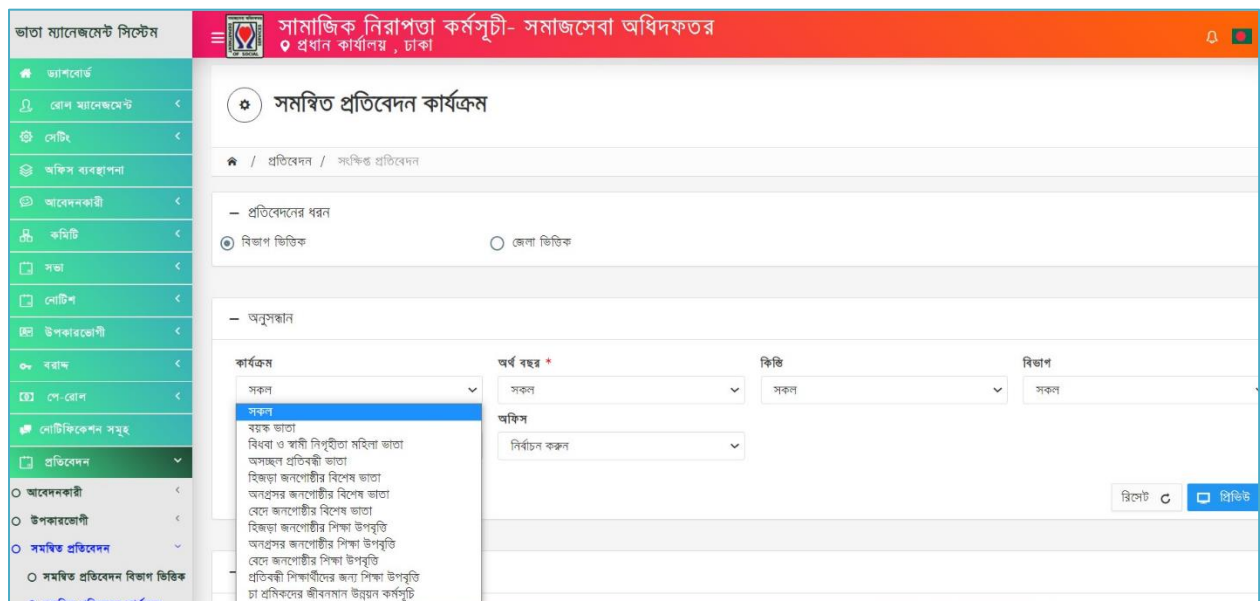 ভাতা ম্যানেজমেন্ট সিস্টেম
সামাজিক নিরাপত্তা কর্মসূচী- সমাজসেবা অধিদফতর
প্রধান কার্যালয় , ঢাকা
ড্যাশবোর্ড
রোল ম্যানেজমেন্ট
সেটিং
অফিস ব্যবস্থাপনা
আবেদনকারী
কমিটি
সভা
নোটিশ
উপকারভোগী
বরাদ্দ
পে-রোল
নোটিফিকেশন সমূহ
প্রতিবেদন
আবেদনকারী
উপকারভোগী
সমন্বিত প্রতিবেদন
সমন্বিত প্রতিবেদন বিভাগ ভিত্তিক
সমন্বিত প্রতিবেদন কার্যক্রম
/ প্রতিবেদন / সংক্ষিপ্ত প্রতিবেদন
– প্রতিবেদনের ধরন
বিভাগ ভিত্তিক জেলা ভিত্তিক
– অনুসন্ধান
কার্যক্রম অর্থ বছর * কিস্তি বিভাগ
সকল সকল সকল সকল
অফিস
নির্বাচন করুন
সকল
বয়স্ক ভাতা
বিধবা ও স্বামী নিগৃহীতা মহিলা ভাতা
অসচ্ছল প্রতিবন্ধী ভাতা
হিজড়া জনগোষ্ঠীর বিশেষ ভাতা
অনগ্রসর জনগোষ্ঠীর বিশেষ ভাতা
বেদে জনগোষ্ঠীর বিশেষ ভাতা
হিজড়া জনগোষ্ঠীর শিক্ষা উপবৃত্তি
অনগ্রসর জনগোষ্ঠীর শিক্ষা উপবৃত্তি
বেদে জনগোষ্ঠীর শিক্ষা উপবৃত্তি
প্রতিবন্ধী শিক্ষার্থীদের জন্য শিক্ষা উপবৃত্তি
চা শ্রমিকদের জীবনমান উন্নয়ন কর্মসূচি
রিসেট প্রিভিউ